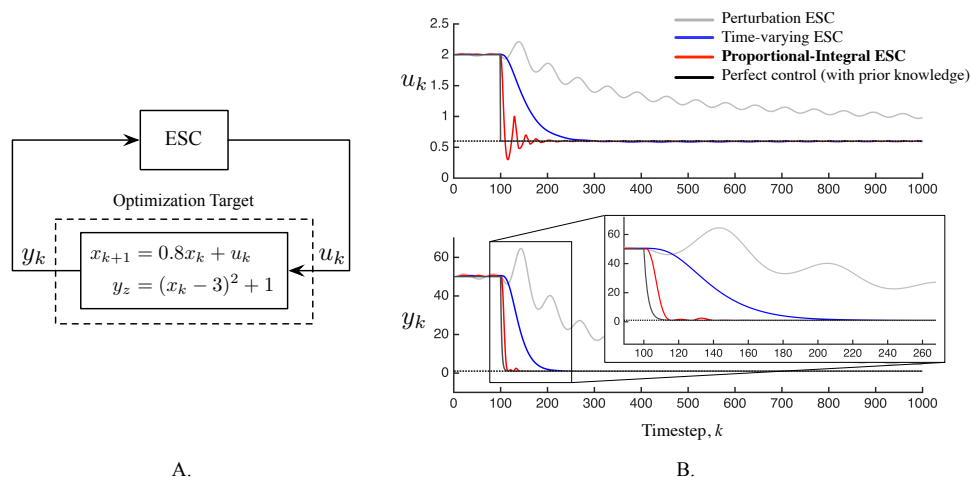 ESC
Optimization Target
y_k
u_k
x_{k+1} = 0.8x_k + u_k
y_z = (x_k − 3)^2 + 1
A.
Perturbation ESC
Time-varying ESC
Proportional-Integral ESC
Perfect control (with prior knowledge)
2.5
2
1.5
1
0.5
0
u_k
0 100 200 300 400 500 600 700 800 900 1000
60
40
20
0
y_k
60
40
20
0
100 120 140 160 180 200 220 240 260
0 100 200 300 400 500 600 700 800 900 1000
Timestep, k
B.